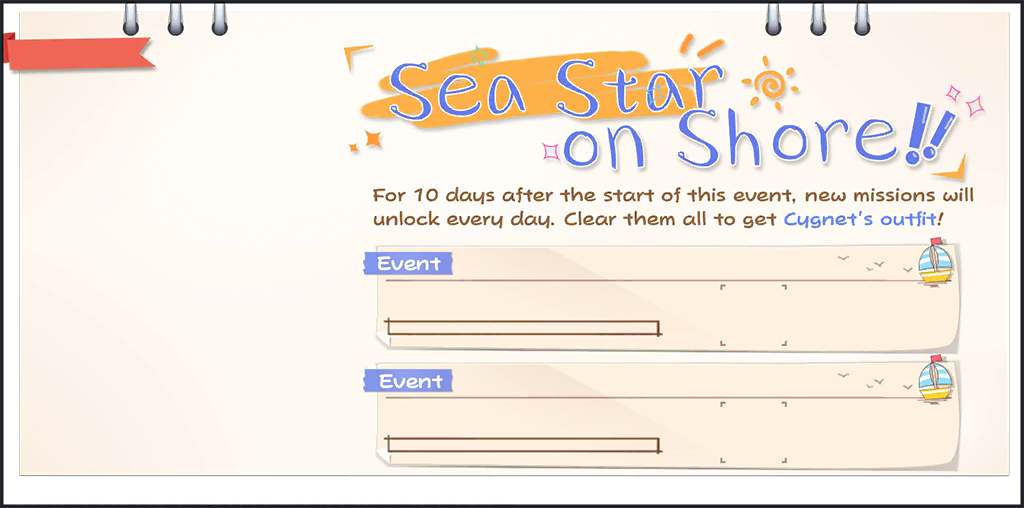 Sea Star
on Shore!!
For 10 days after the start of this event, new missions will
unlock every day. Clear them all to get Cygnet's outfit!
Event
Event